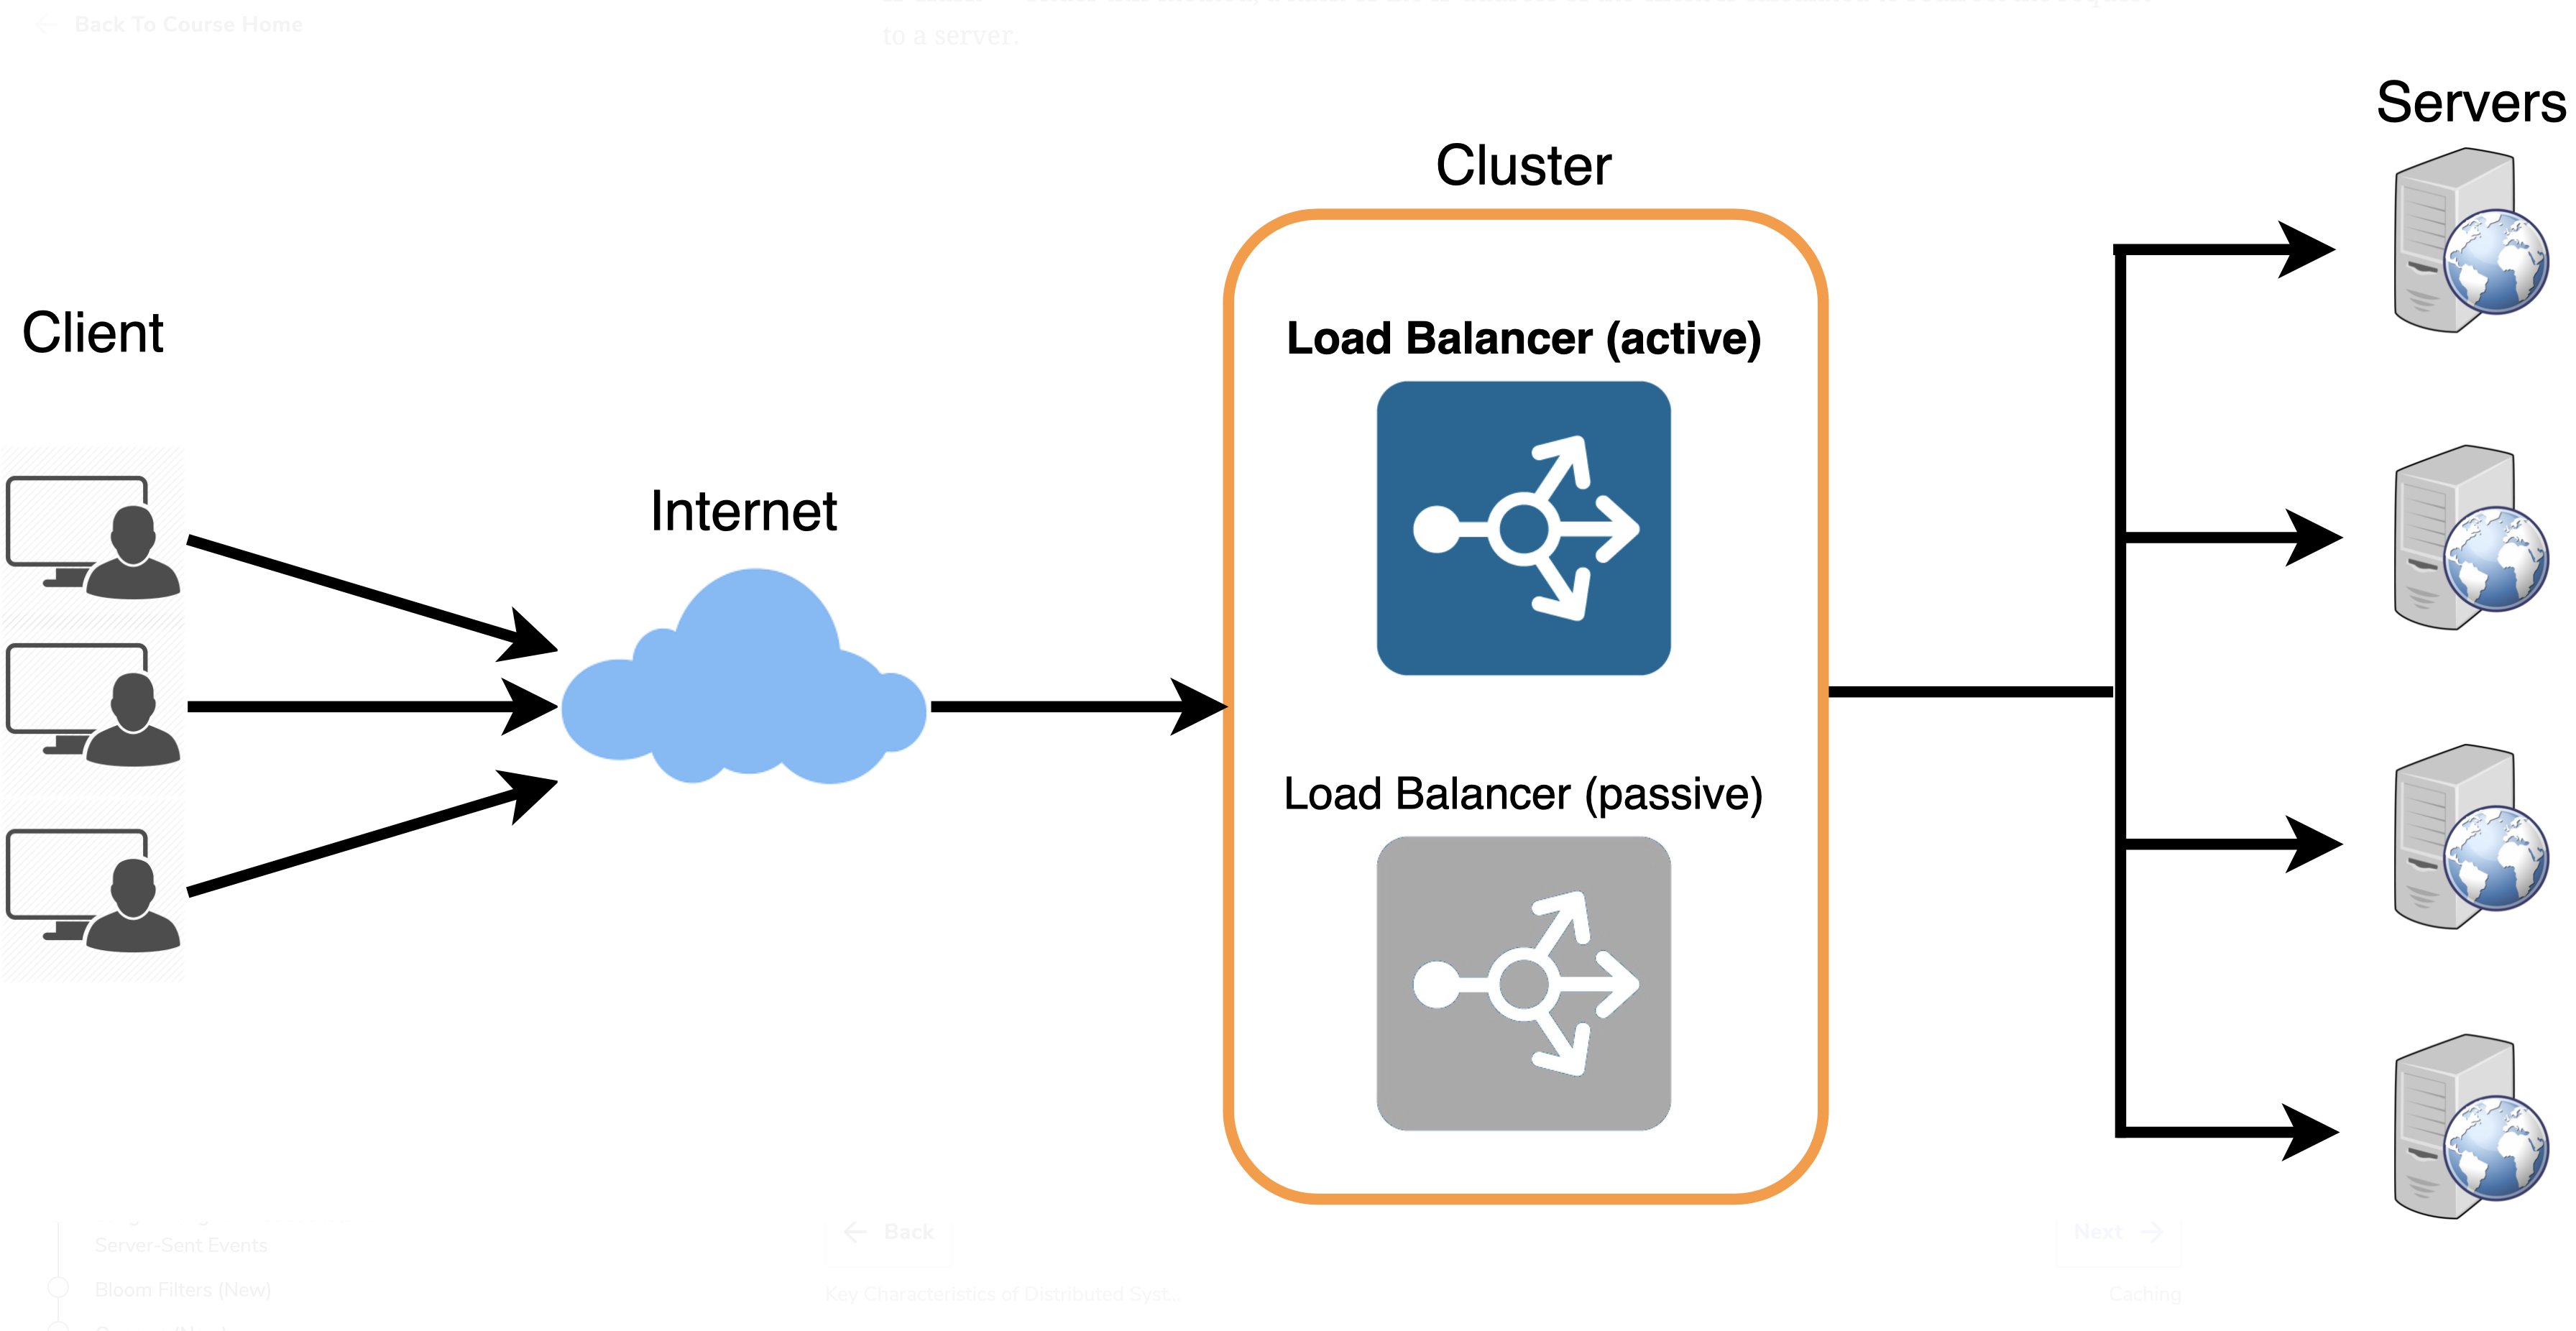 Back To Course Home
to a server.
Servers
Cluster
Client
Load Balancer (active)
Internet
Load Balancer (passive)
Server-Sent Events
Bloom Filters (New)
Back
Key Characteristics of Distributed Syst...
Next
Caching